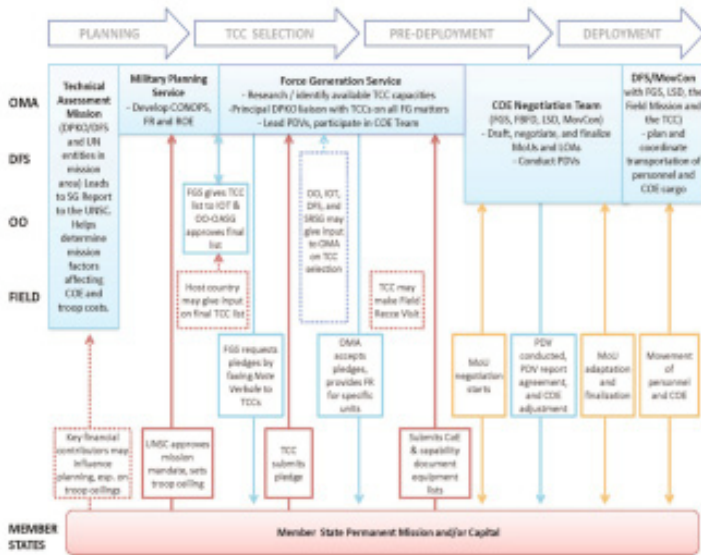 PLANNING
TCC SELECTION
PRE-DEPLOYMENT
DEPLOYMENT
OMA
DFS
OO
FIELD
MEMBER
STATES
Technical
Assessment
Mission
(DPKO/DFS
and UN
entities in
mission
area) Leads
to SG Report
to the UNSC.
Helps
determine
mission
factors
affecting
COE and
troop costs.
Military Planning
Service
- Develop CONOPS,
FR and ROE
Force Generation Service
- Research / identify available TCC capacities
-Principal DPKO liaison with TCCs on all FG matters
- Lead PDVs, participate in COE Team
COE Negotiation Team
(FGS, FBFD, LSD, MovCon)
- Draft, negotiate, and finalize
MoUs and LOAs
- Conduct PDVs
DFS/MovCon
with FGS, LSD, the
Field Mission and
the TCC)
- plan and
coordinate
transportation of
personnel and
COE cargo
FGS gives TCC
list to IOT &
OO-OASG
approves final
list
OO, IOT,
DFS, and
SRSG may
give input
to OMA
on TCC
selection
Host country
may give input
on final TCC list
TCC may
make Field
Recce Visit
FGS requests
pledges by
faxing Note
Verbale to
TCCs
OMA
accepts
pledges,
provides FR
for specific
units
MoU
negotiation
starts
PDV
conducted,
PDV report
agreement,
and COE
adjustment
MoU
adaptation
and
finalization
Movement
of
personnel
and COE
Key financial
contributors may
influence
planning, esp. on
troop ceilings
UNSC approves
mission
mandate, sets
troop ceiling
TCC
submits
pledge
Submits CoE
& capability
document
equipment
lists
Member State Permanent Mission and/or Capital